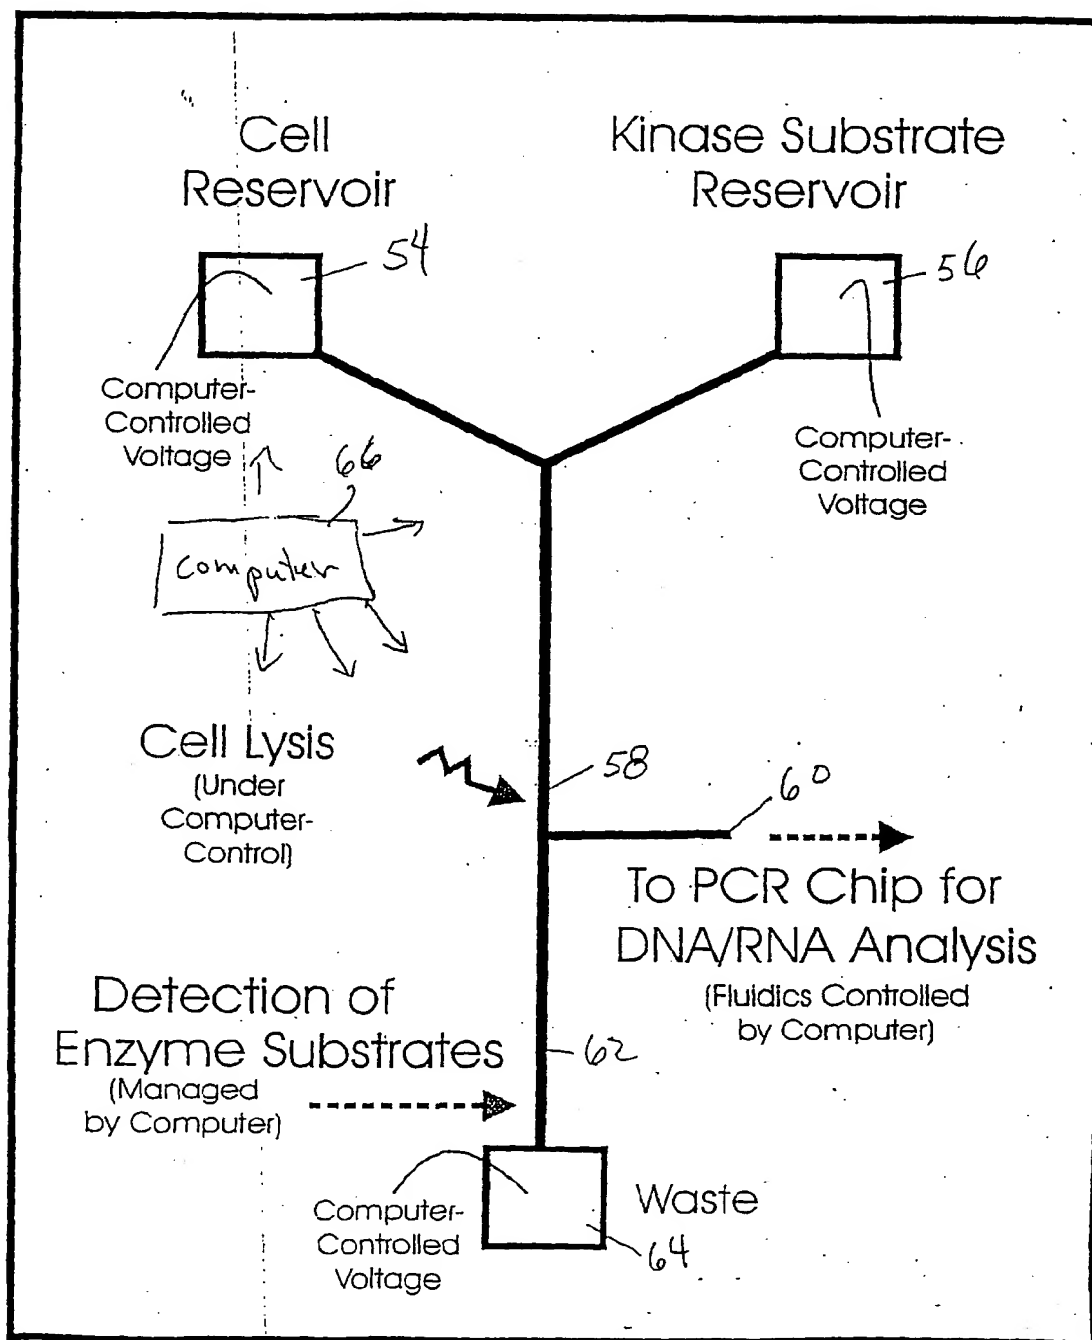 Cell
Reservoir
Kinase Substrate
Reservoir
54
56
Computer-
Controlled
Voltage
Computer-
Controlled
Voltage
66
computer
Cell Lysis
(Under
Computer-
Control)
58
60
To PCR Chip for
DNA/RNA Analysis
(Fluidics Controlled
by Computer)
Detection of
Enzyme Substrates
(Managed
by Computer)
62
Computer-
Controlled
Voltage
Waste
64